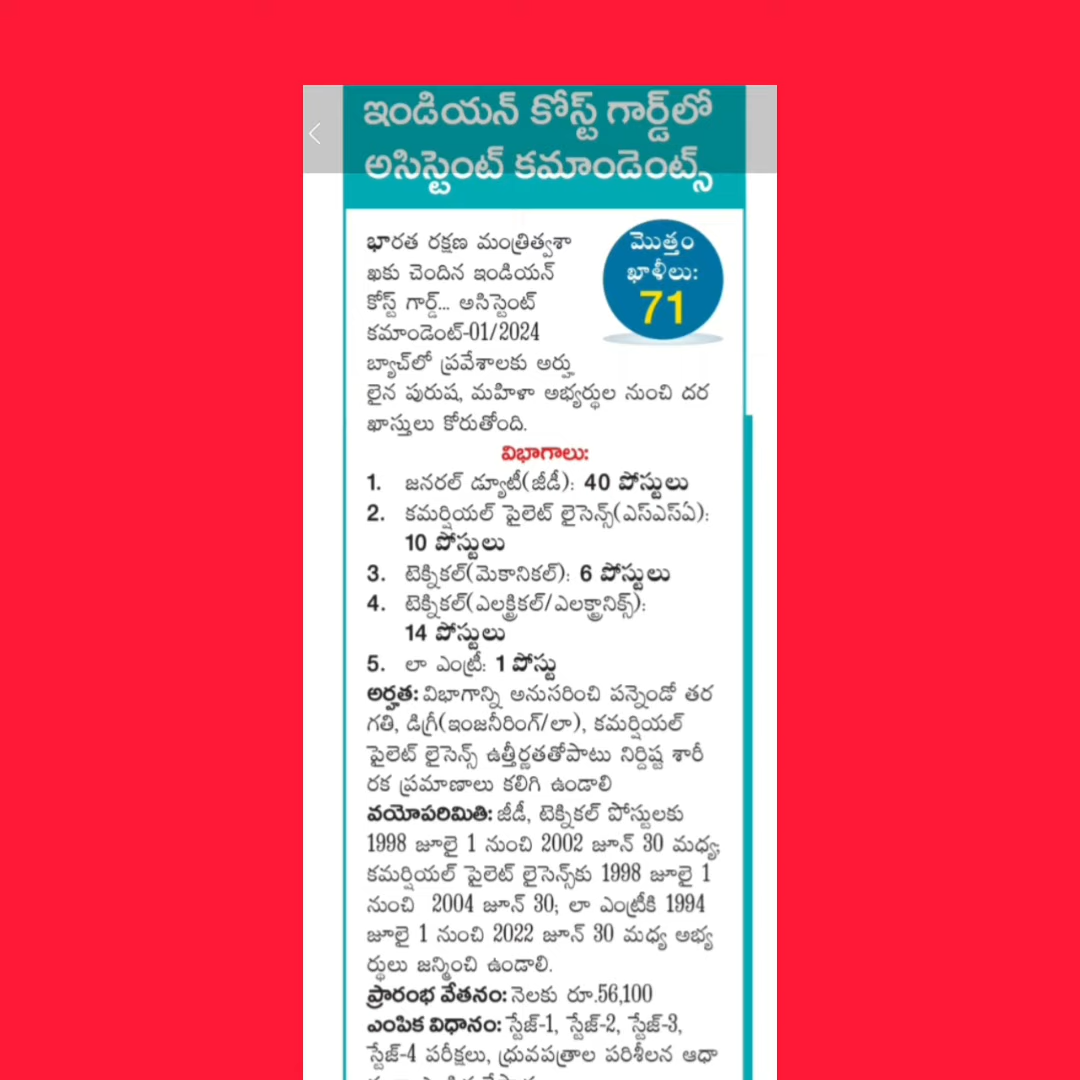 ఇండియన్ కోస్ట్ గార్డ్‌లో
అసిస్టెంట్ కమాండెంట్స్
మొత్తం
ఖాళీలు:
71
భారత రక్షణ మంత్రిత్వశా
ఖకు చెందిన ఇండియన్
కోస్ట్ గార్డ్... అసిస్టెంట్
కమాండెంట్-01/2024
బ్యాచ్‌లో ప్రవేశాలకు అర్హు
లైన పురుష, మహిళా అభ్యర్థుల నుంచి దర
ఖాస్తులు కోరుతోంది.
విభాగాలు:
1. జనరల్ డ్యూటీ(జీడీ): 40 పోస్టులు
2. కమర్షియల్ పైలెట్ లైసెన్స్(ఎస్ఎస్ఏ):
10 పోస్టులు
3. టెక్నికల్(మెకానికల్): 6 పోస్టులు
4. టెక్నికల్(ఎలక్ట్రికల్/ఎలక్ట్రానిక్స్):
14 పోస్టులు
5. లా ఎంట్రీ: 1 పోస్టు
అర్హత: విభాగాన్ని అనుసరించి పన్నెండో తర
గతి, డిగ్రీ(ఇంజనీరింగ్/లా), కమర్షియల్
పైలెట్ లైసెన్స్ ఉత్తీర్ణతతోపాటు నిర్దిష్ట శారీ
రక ప్రమాణాలు కలిగి ఉండాలి
వయోపరిమితి: జీడీ, టెక్నికల్ పోస్టులకు
1998 జూలై 1 నుంచి 2002 జూన్ 30 మధ్య;
కమర్షియల్ పైలెట్ లైసెన్స్‌కు 1998 జూలై 1
నుంచి 2004 జూన్ 30; లా ఎంట్రీకి 1994
జూలై 1 నుంచి 2022 జూన్ 30 మధ్య అభ్య
ర్థులు జన్మించి ఉండాలి.
ప్రారంభ వేతనం: నెలకు రూ.56,100
ఎంపిక విధానం: స్టేజ్-1, స్టేజ్-2, స్టేజ్-3,
స్టేజ్-4 పరీక్షలు, ధ్రువపత్రాల పరిశీలన ఆధా